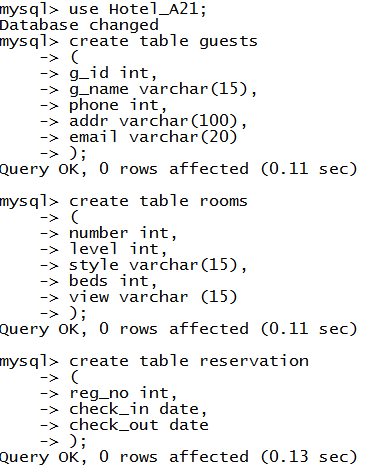 mysql> use Hotel_A21;
Database changed
mysql> create table guests
    -> (
    -> g_id int,
    -> g_name varchar(15),
    -> phone int,
    -> addr varchar(100),
    -> email varchar(20)
    -> );
Query OK, 0 rows affected (0.11 sec)

mysql> create table rooms
    -> (
    -> number int,
    -> level int,
    -> style varchar(15),
    -> beds int,
    -> view varchar (15)
    -> );
Query OK, 0 rows affected (0.11 sec)

mysql> create table reservation
    -> (
    -> reg_no int,
    -> check_in date,
    -> check_out date
    -> );
Query OK, 0 rows affected (0.13 sec)